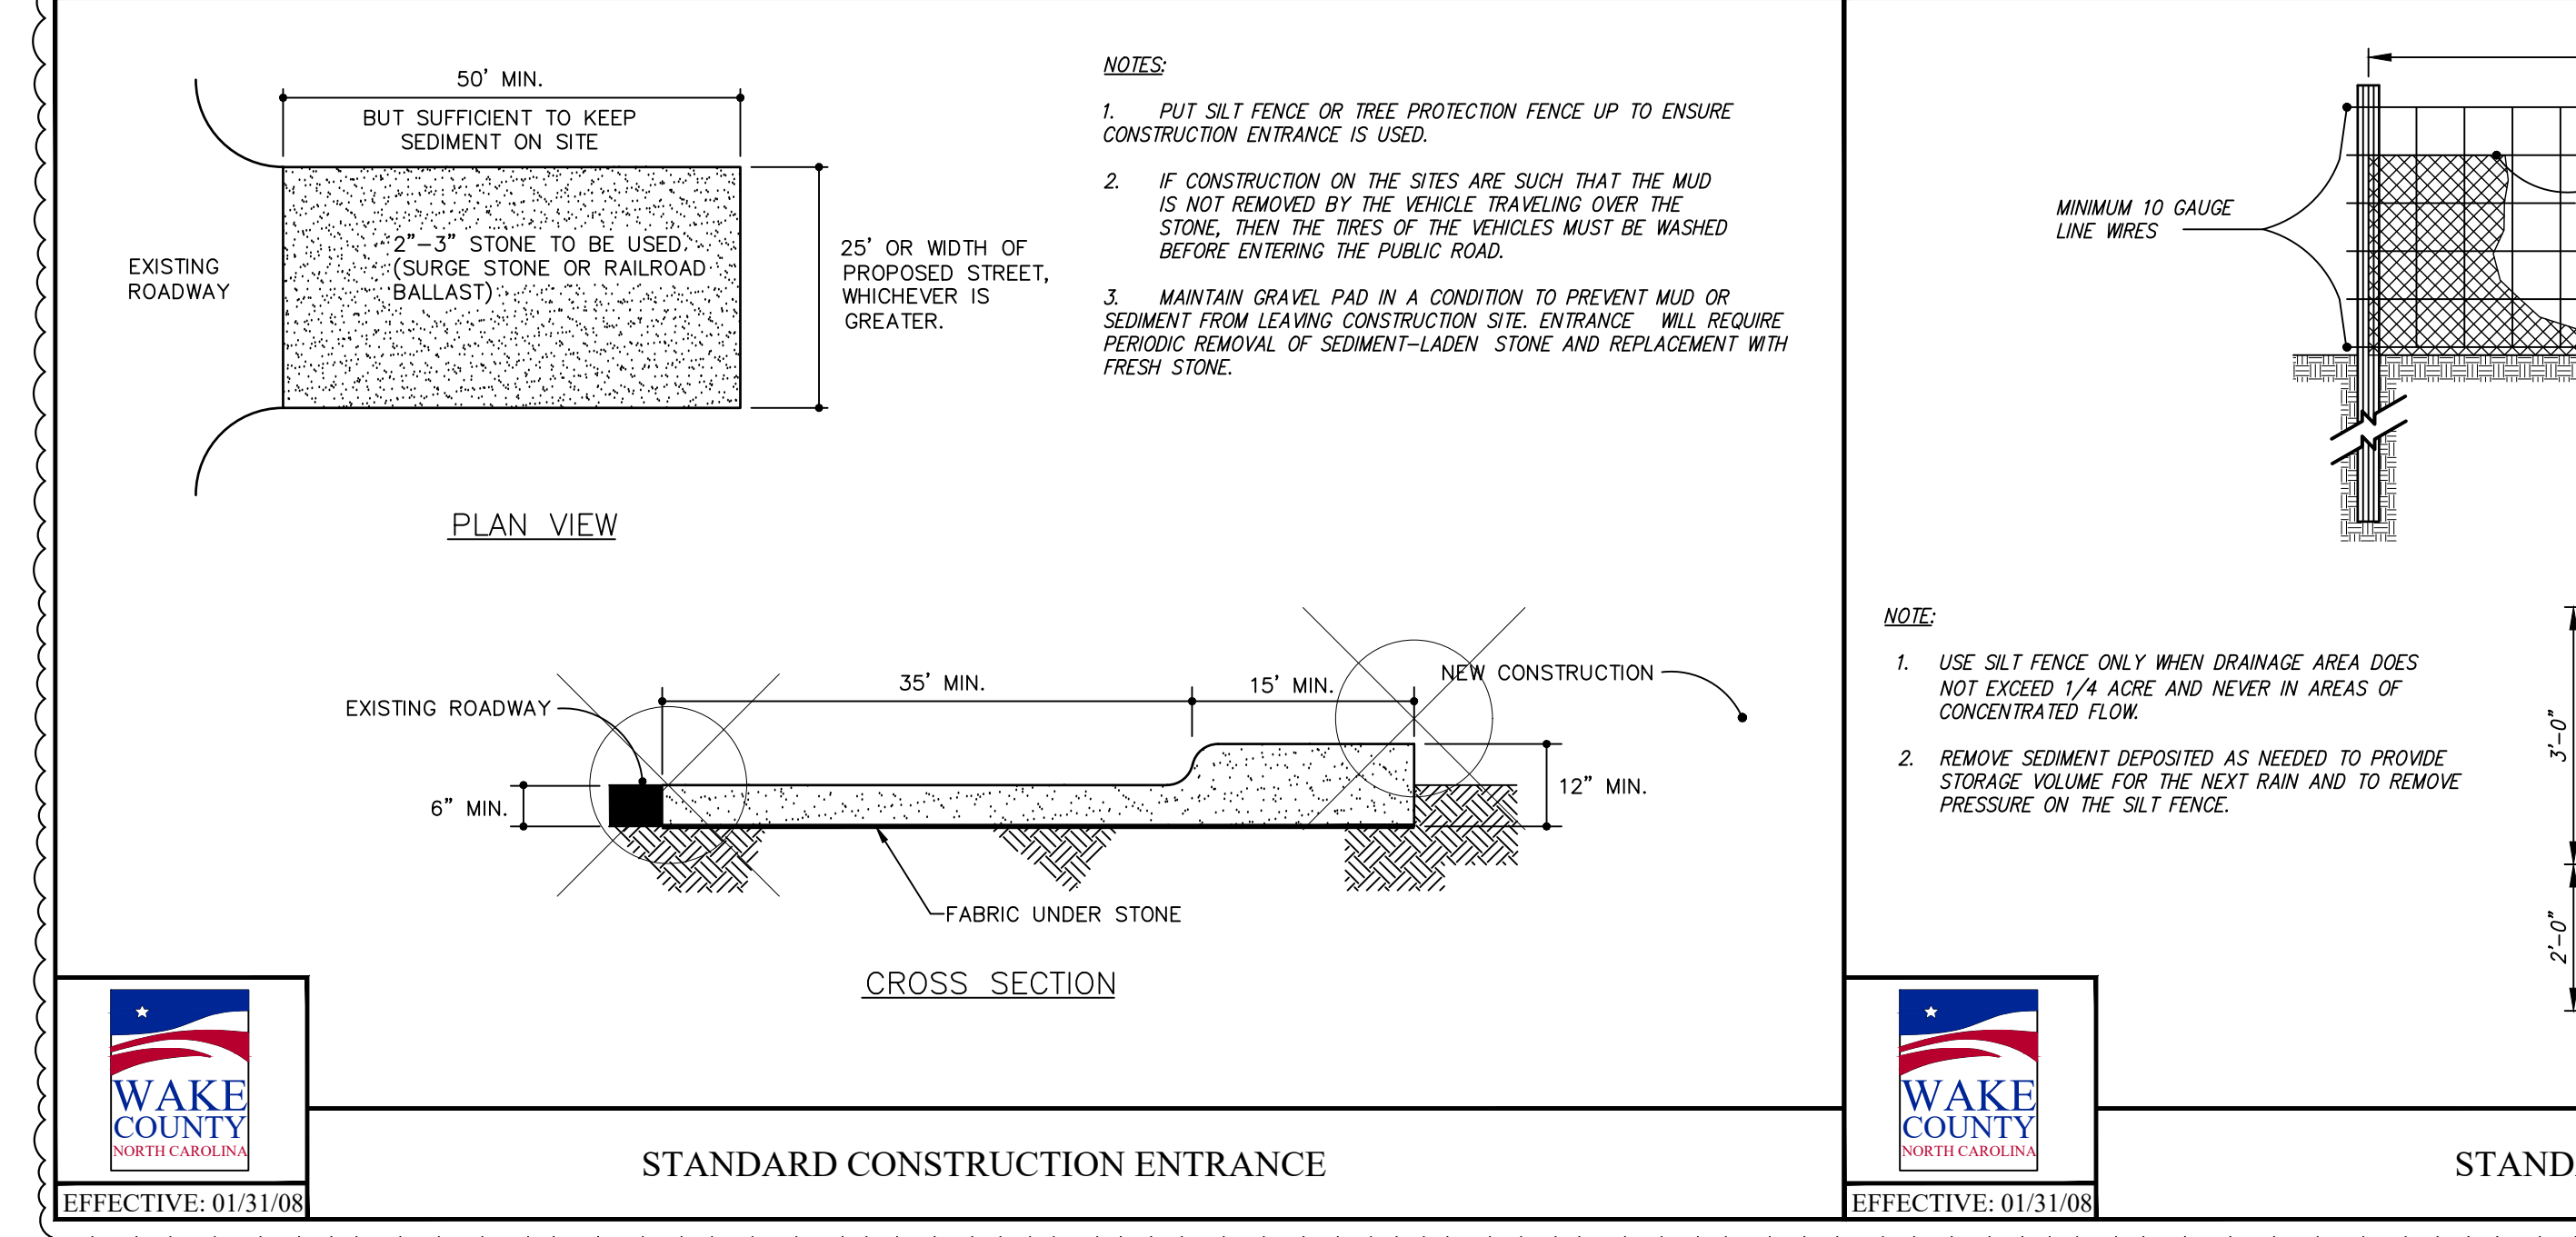 50' MIN.
BUT SUFFICIENT TO KEEP
SEDIMENT ON SITE
EXISTING
ROADWAY
2"-3" STONE TO BE USED
(SURGE STONE OR RAILROAD
BALLAST)
25' OR WIDTH OF
PROPOSED STREET,
WHICHEVER IS
GREATER.
PLAN VIEW
NOTES:
1. PUT SILT FENCE OR TREE PROTECTION FENCE UP TO ENSURE
CONSTRUCTION ENTRANCE IS USED.
2. IF CONSTRUCTION ON THE SITES ARE SUCH THAT THE MUD
IS NOT REMOVED BY THE VEHICLE TRAVELING OVER THE
STONE, THEN THE TIRES OF THE VEHICLES MUST BE WASHED
BEFORE ENTERING THE PUBLIC ROAD.
3. MAINTAIN GRAVEL PAD IN A CONDITION TO PREVENT MUD OR
SEDIMENT FROM LEAVING CONSTRUCTION SITE. ENTRANCE WILL REQUIRE
PERIODIC REMOVAL OF SEDIMENT-LADEN STONE AND REPLACEMENT WITH
FRESH STONE.
EXISTING ROADWAY
35' MIN.
15' MIN.
NEW CONSTRUCTION
6" MIN.
12" MIN.
FABRIC UNDER STONE
CROSS SECTION
WAKE
COUNTY
NORTH CAROLINA
EFFECTIVE: 01/31/08
STANDARD CONSTRUCTION ENTRANCE
MINIMUM 10 GAUGE
LINE WIRES
NOTE:
1. USE SILT FENCE ONLY WHEN DRAINAGE AREA DOES
NOT EXCEED 1/4 ACRE AND NEVER IN AREAS OF
CONCENTRATED FLOW.
2. REMOVE SEDIMENT DEPOSITED AS NEEDED TO PROVIDE
STORAGE VOLUME FOR THE NEXT RAIN AND TO REMOVE
PRESSURE ON THE SILT FENCE.
3'-0"
2'-0"
WAKE
COUNTY
NORTH CAROLINA
EFFECTIVE: 01/31/08
STAND